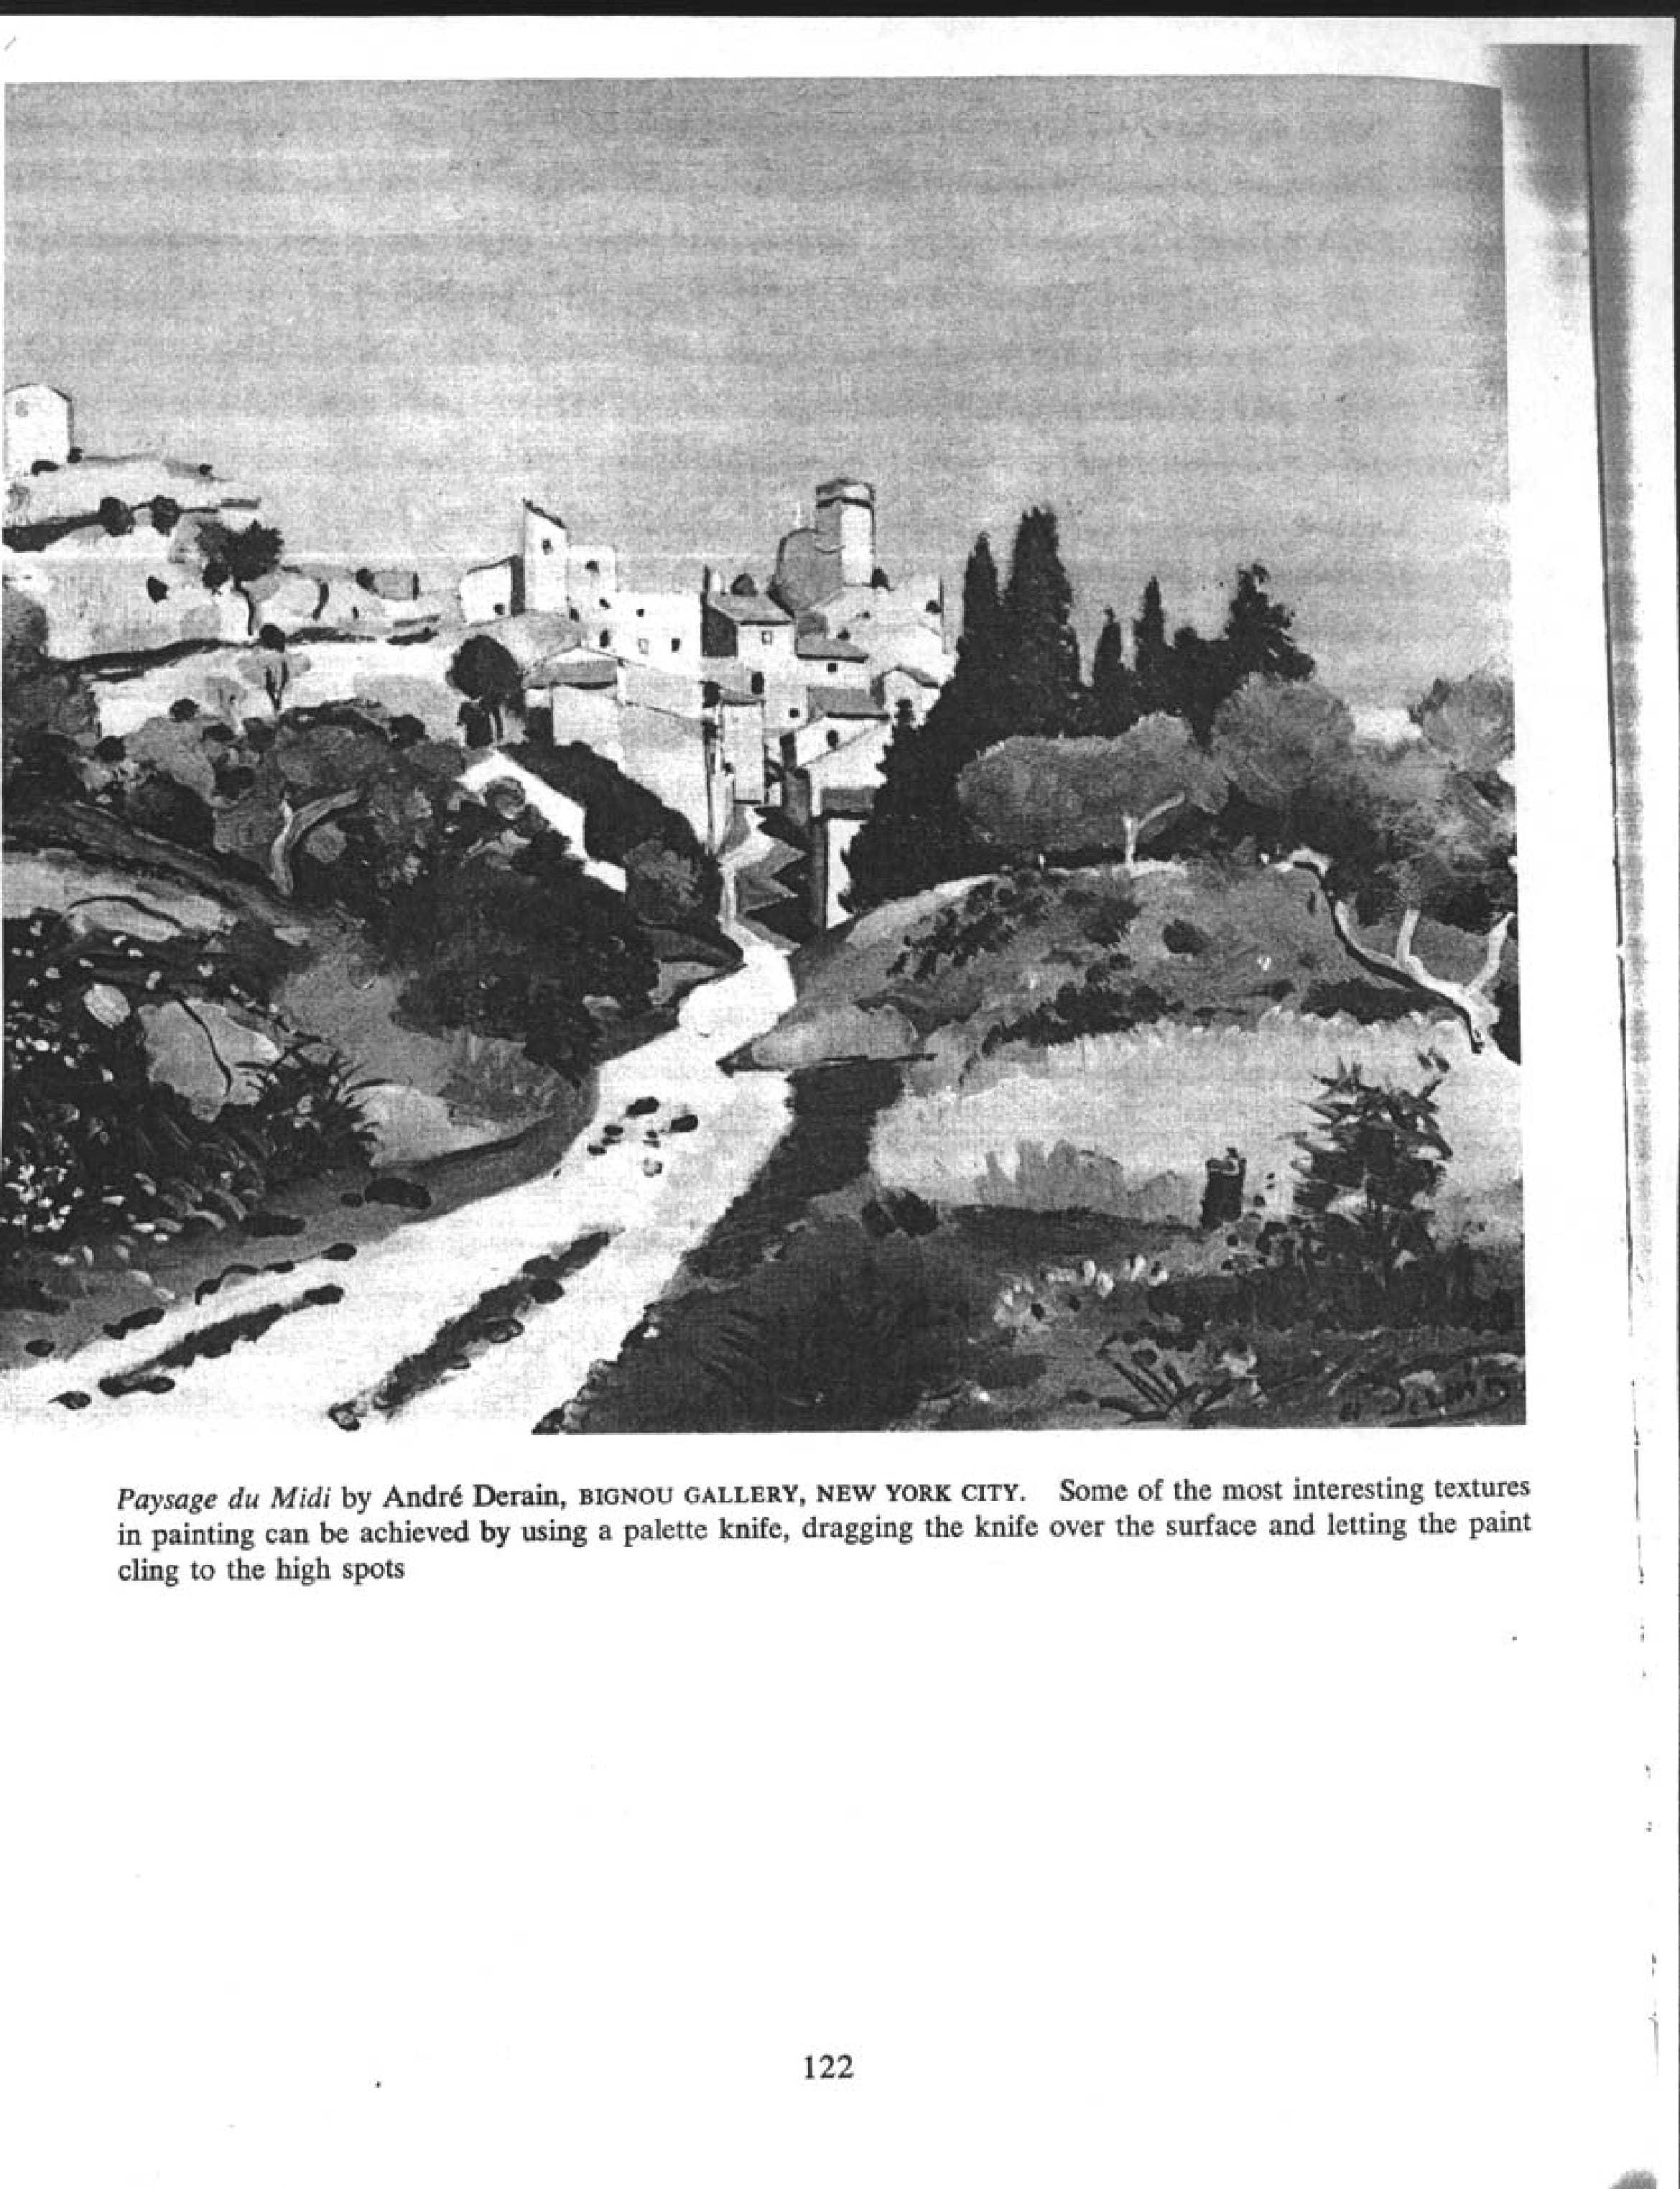 a Derain
Paysage du Midi by André Derain, BIGNOU GALLERY, NEW YORK CITY. Some of the most interesting textures
in painting can be achieved by using a palette knife, dragging the knife over the surface and letting the paint
cling to the high spots
122